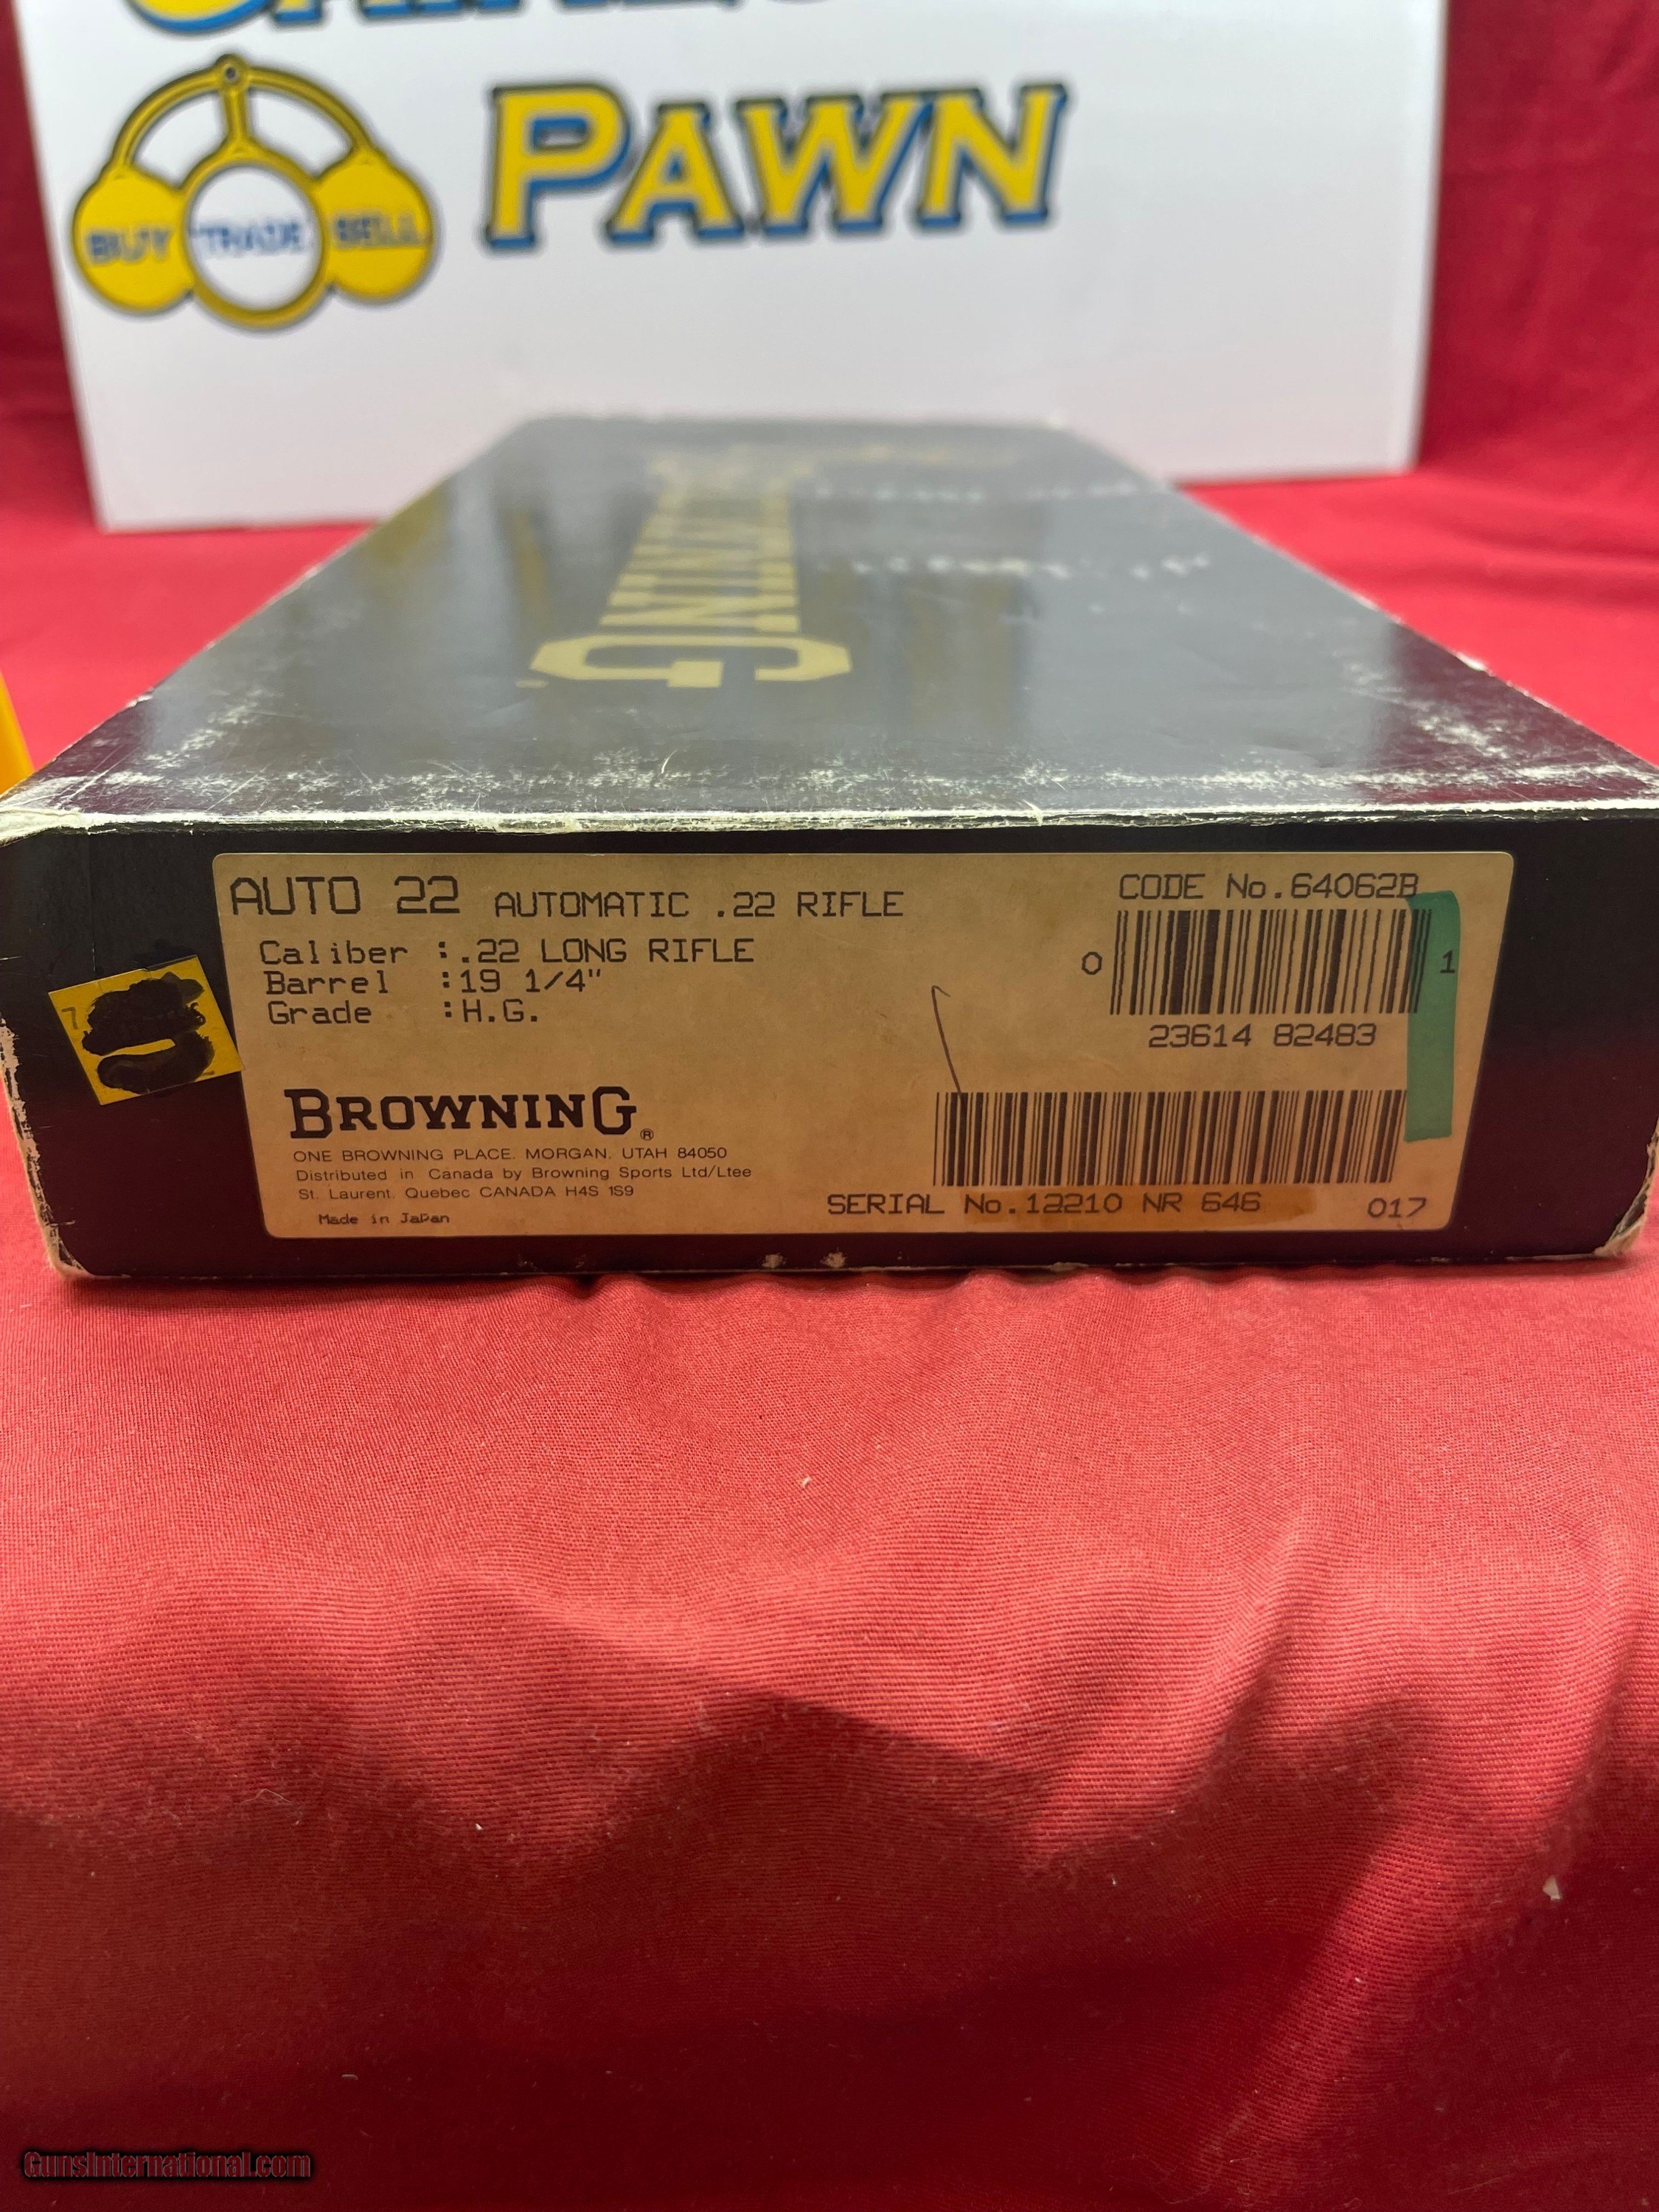 PAWN
BUY TRADE SELL
BROWNING
AUTO 22 AUTOMATIC .22 RIFLE
Caliber :.22 LONG RIFLE
Barrel :19 1/4"
Grade :H.G.
CODE No.64062B
0 1
23614 82483
BROWNING®
ONE BROWNING PLACE. MORGAN. UTAH 84050
Distributed in Canada by Browning Sports Ltd/Ltee
St. Laurent. Quebec CANADA H4S 1S9
Made in Japan
SERIAL No.12210 NR 646
017
GunsInternational.com